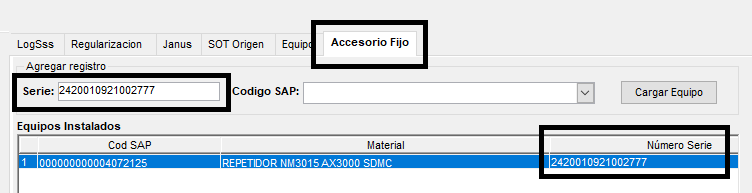 LogSss Regularizacion Janus SOT Origen Equipo Accesorio Fijo
Agregar registro
Serie: 2420010921002777 Codigo SAP: Cargar Equipo
Equipos Instalados
Cod SAP Material Número Serie
1 000000000004072125 REPETIDOR NM3015 AX3000 SDMC 2420010921002777